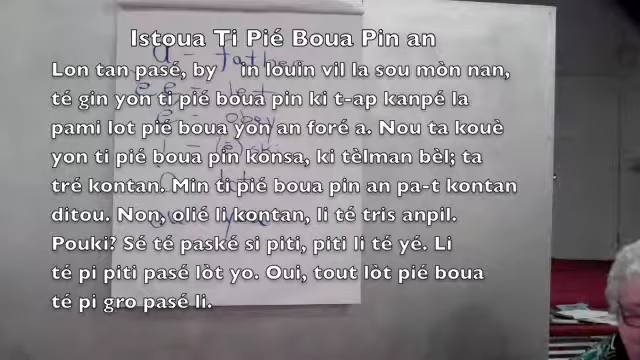 Istoua Ti Pié Boua Pin an
Lon tan pasé, by in louin vil la sou mòn nan,
té gin yon ti pié boua pin ki t-ap kanpé la
pami lot pié boua yon an foré a. Nou ta kouè
yon ti pié boua pin konsa, ki tèlman bèl; ta
tré kontan. Min ti pié boua pin an pa-t kontan
ditou. Non, olié li kontan, li té tris anpil.
Pouki? Sé té paské si piti, piti li té yé. Li
té pi piti pasé lòt yo. Oui, tout lòt pié boua
té pi gro pasé li.
a = father
obey